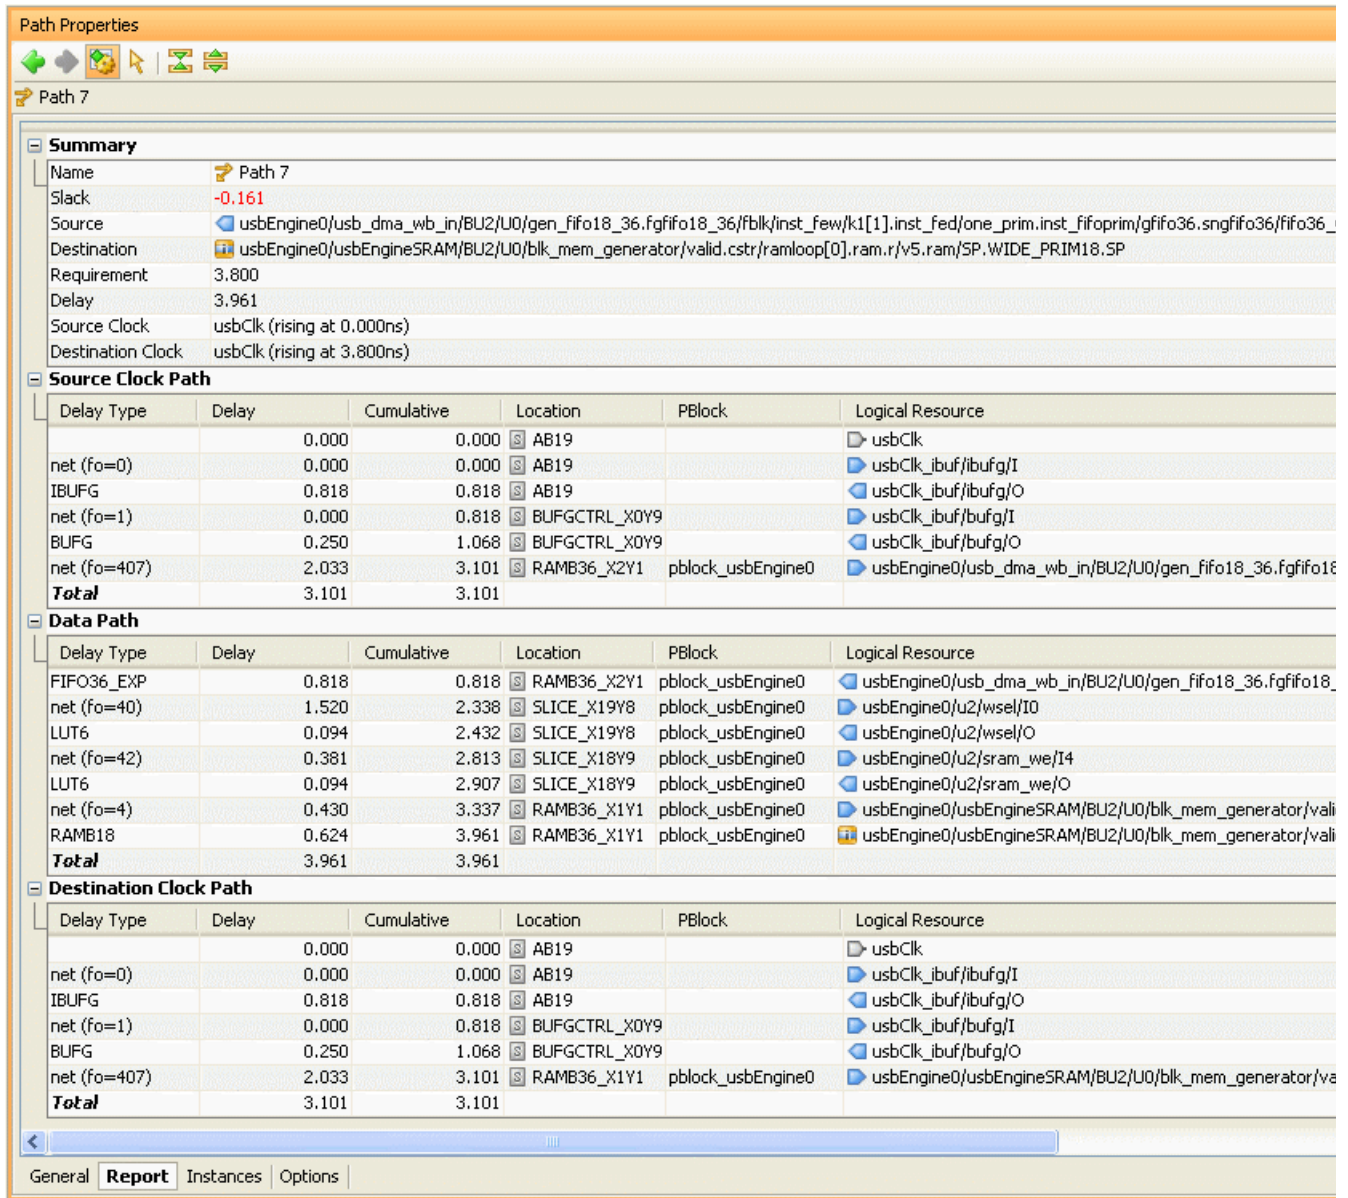 Path Properties
Path 7
Summary
Name Path 7
Slack -0.161
Source usbEngine0/usb_dma_wb_in/BU2/U0/gen_fifo18_36.fgfifo18_36/fblk/inst_few/k1[1].inst_fed/one_prim.inst_fifoprim/gfifo36.sngfifo36/fifo36_
Destination usbEngine0/usbEngineSRAM/BU2/U0/blk_mem_generator/valid.cstr/ramloop[0].ram.r/v5.ram/SP.WIDE_PRIM18.SP
Requirement 3.800
Delay 3.961
Source Clock usbClk (rising at 0.000ns)
Destination Clock usbClk (rising at 3.800ns)
Source Clock Path
Delay Type Delay Cumulative Location PBlock Logical Resource
0.000 0.000 S AB19 usbClk
net (fo=0) 0.000 0.000 S AB19 usbClk_ibuf/ibufg/I
IBUFG 0.818 0.818 S AB19 usbClk_ibuf/ibufg/O
net (fo=1) 0.000 0.818 S BUFGCTRL_X0Y9 usbClk_ibuf/bufg/I
BUFG 0.250 1.068 S BUFGCTRL_X0Y9 usbClk_ibuf/bufg/O
net (fo=407) 2.033 3.101 S RAMB36_X2Y1 pblock_usbEngine0 usbEngine0/usb_dma_wb_in/BU2/U0/gen_fifo18_36.fgfifo18
Total 3.101 3.101
Data Path
Delay Type Delay Cumulative Location PBlock Logical Resource
FIFO36_EXP 0.818 0.818 S RAMB36_X2Y1 pblock_usbEngine0 usbEngine0/usb_dma_wb_in/BU2/U0/gen_fifo18_36.fgfifo18_
net (fo=40) 1.520 2.338 S SLICE_X19Y8 pblock_usbEngine0 usbEngine0/u2/wsel/I0
LUT6 0.094 2.432 S SLICE_X19Y8 pblock_usbEngine0 usbEngine0/u2/wsel/O
net (fo=42) 0.381 2.813 S SLICE_X18Y9 pblock_usbEngine0 usbEngine0/u2/sram_we/I4
LUT6 0.094 2.907 S SLICE_X18Y9 pblock_usbEngine0 usbEngine0/u2/sram_we/O
net (fo=4) 0.430 3.337 S RAMB36_X1Y1 pblock_usbEngine0 usbEngine0/usbEngineSRAM/BU2/U0/blk_mem_generator/vali
RAMB18 0.624 3.961 S RAMB36_X1Y1 pblock_usbEngine0 usbEngine0/usbEngineSRAM/BU2/U0/blk_mem_generator/vali
Total 3.961 3.961
Destination Clock Path
Delay Type Delay Cumulative Location PBlock Logical Resource
0.000 0.000 S AB19 usbClk
net (fo=0) 0.000 0.000 S AB19 usbClk_ibuf/ibufg/I
IBUFG 0.818 0.818 S AB19 usbClk_ibuf/ibufg/O
net (fo=1) 0.000 0.818 S BUFGCTRL_X0Y9 usbClk_ibuf/bufg/I
BUFG 0.250 1.068 S BUFGCTRL_X0Y9 usbClk_ibuf/bufg/O
net (fo=407) 2.033 3.101 S RAMB36_X1Y1 pblock_usbEngine0 usbEngine0/usbEngineSRAM/BU2/U0/blk_mem_generator/va
Total 3.101 3.101
General Report Instances Options